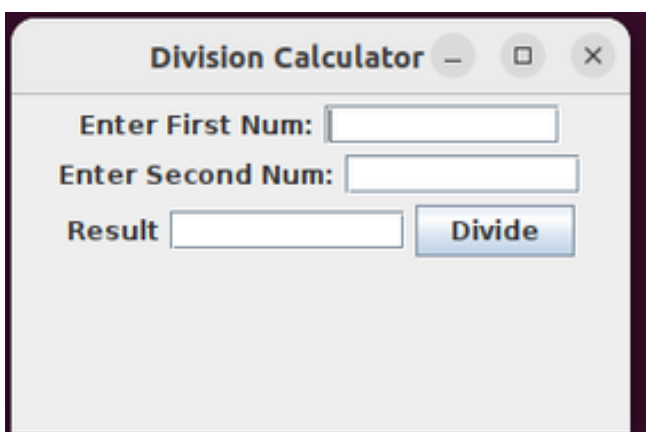 Division Calculator
Enter First Num:
Enter Second Num:
Result Divide